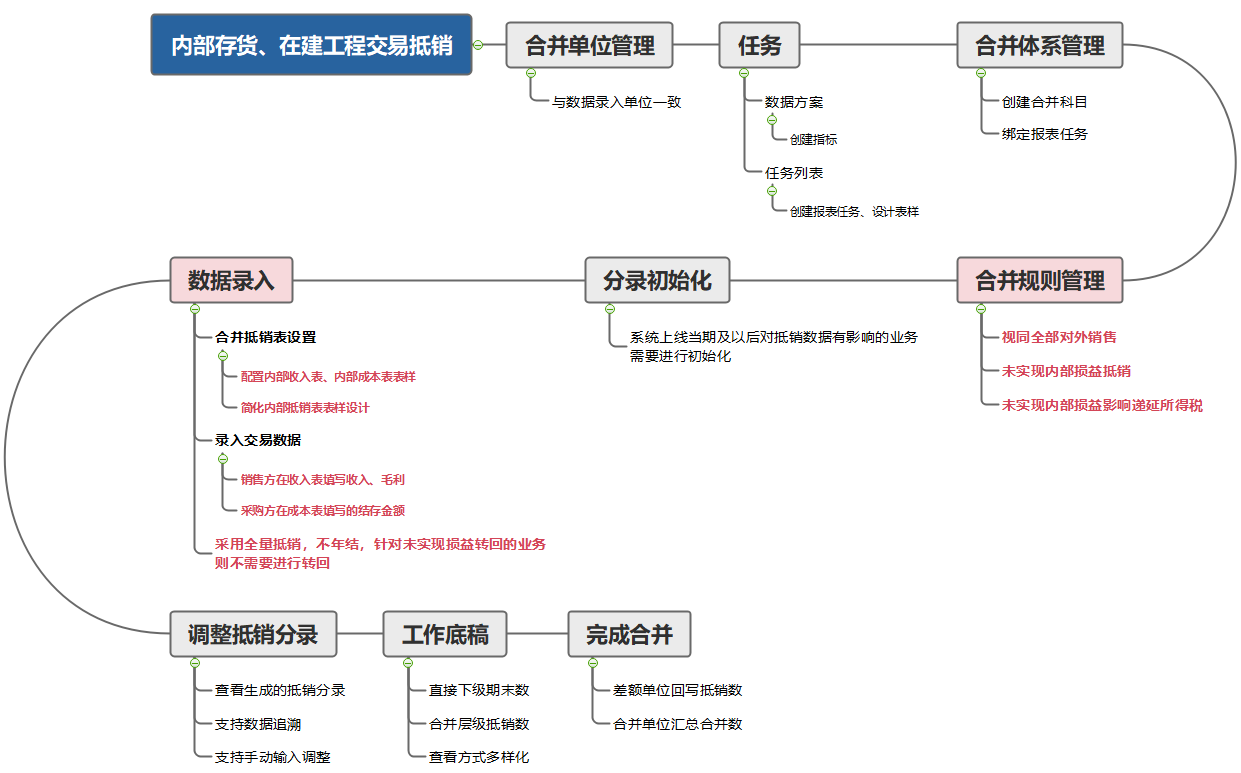 内部存货、在建工程交易抵销
合并单位管理
与数据录入单位一致
任务
数据方案
创建指标
任务列表
创建报表任务、设计表样
合并体系管理
创建合并科目
绑定报表任务
合并规则管理
视同全部对外销售
未实现内部损益抵销
未实现内部损益影响递延所得税
分录初始化
系统上线当期及以后对抵销数据有影响的业务
需要进行初始化
数据录入
合并抵销表设置
配置内部收入表、内部成本表表样
简化内部抵销表表样设计
录入交易数据
销售方在收入表填写收入、毛利
采购方在成本表填写的结存金额
采用全量抵销，不年结，针对未实现损益转回的业务
则不需要进行转回
调整抵销分录
查看生成的抵销分录
支持数据追溯
支持手动输入调整
工作底稿
直接下级期末数
合并层级抵销数
查看方式多样化
完成合并
差额单位回写抵销数
合并单位汇总合并数